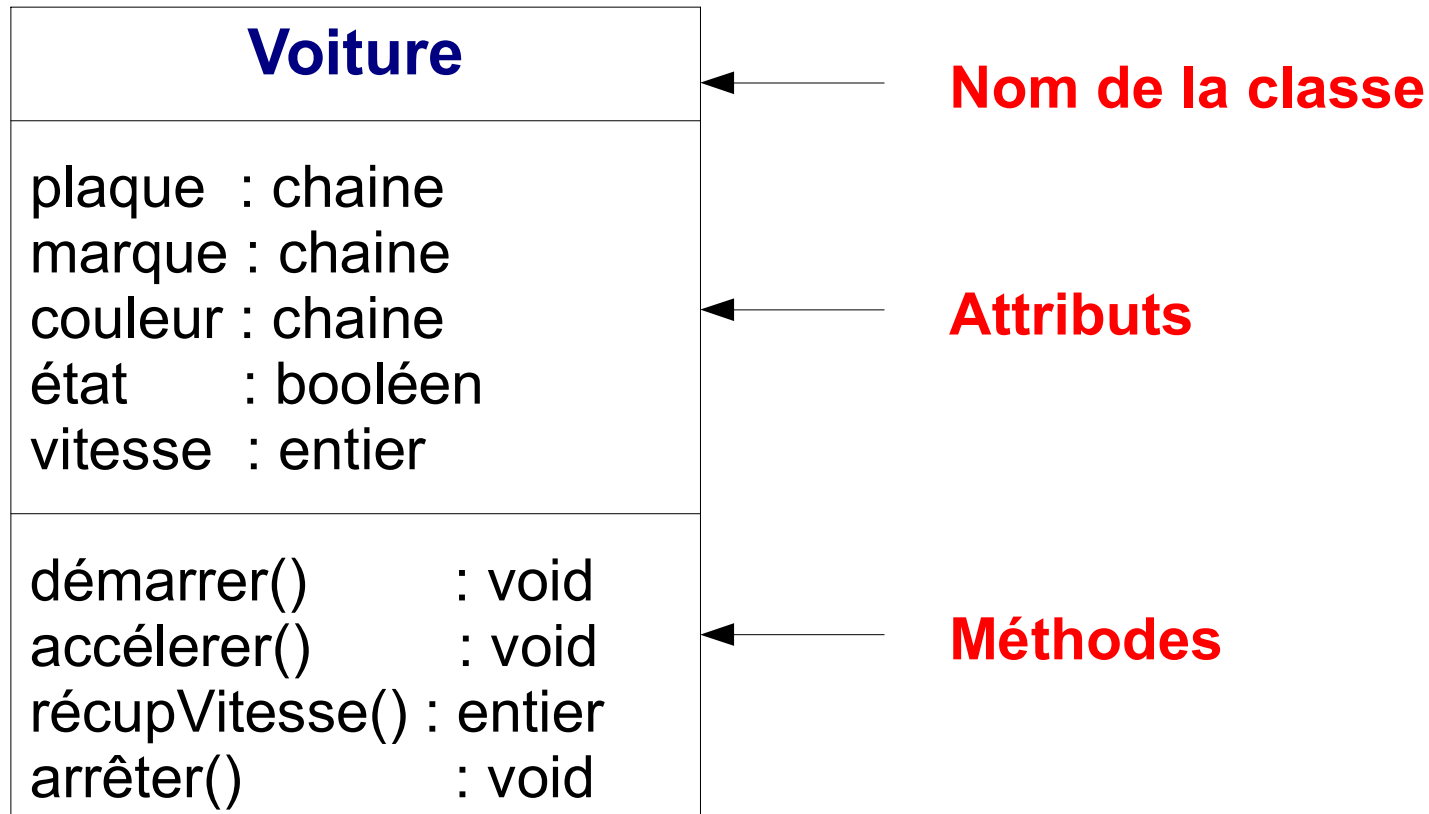 Voiture
Nom de la classe
plaque : chaine
marque : chaine
couleur : chaine
état : booléen
vitesse : entier
Attributs
démarrer() : void
accélerer() : void
récupVitesse() : entier
arrêter() : void
Méthodes